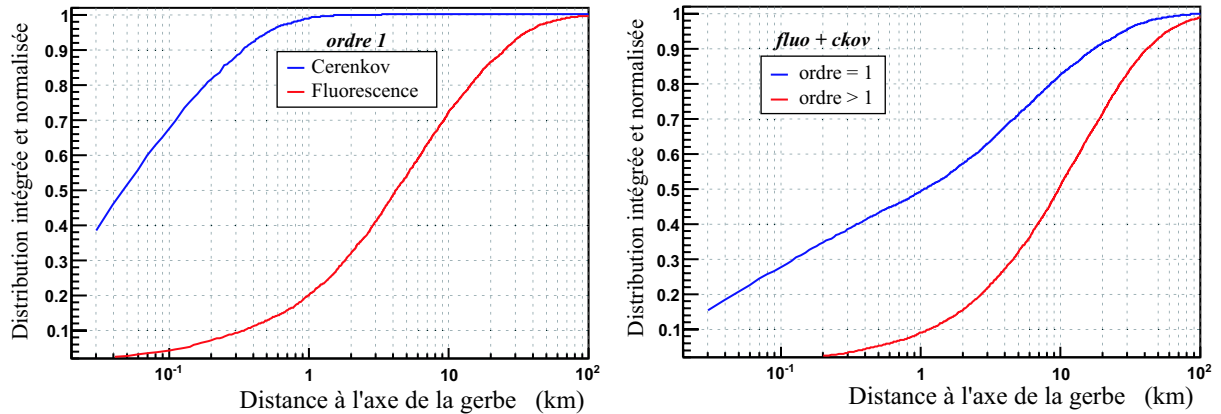 Distribution intégrée et normalisée
1
0.9
0.8
0.7
0.6
0.5
0.4
0.3
0.2
0.1
ordre 1
Cerenkov
Fluorescence
10-1
1
10
10²
Distance à l'axe de la gerbe (km)
Distribution intégrée et normalisée
1
0.9
0.8
0.7
0.6
0.5
0.4
0.3
0.2
0.1
fluo + ckov
ordre = 1
ordre > 1
10-1
1
10
10²
Distance à l'axe de la gerbe (km)